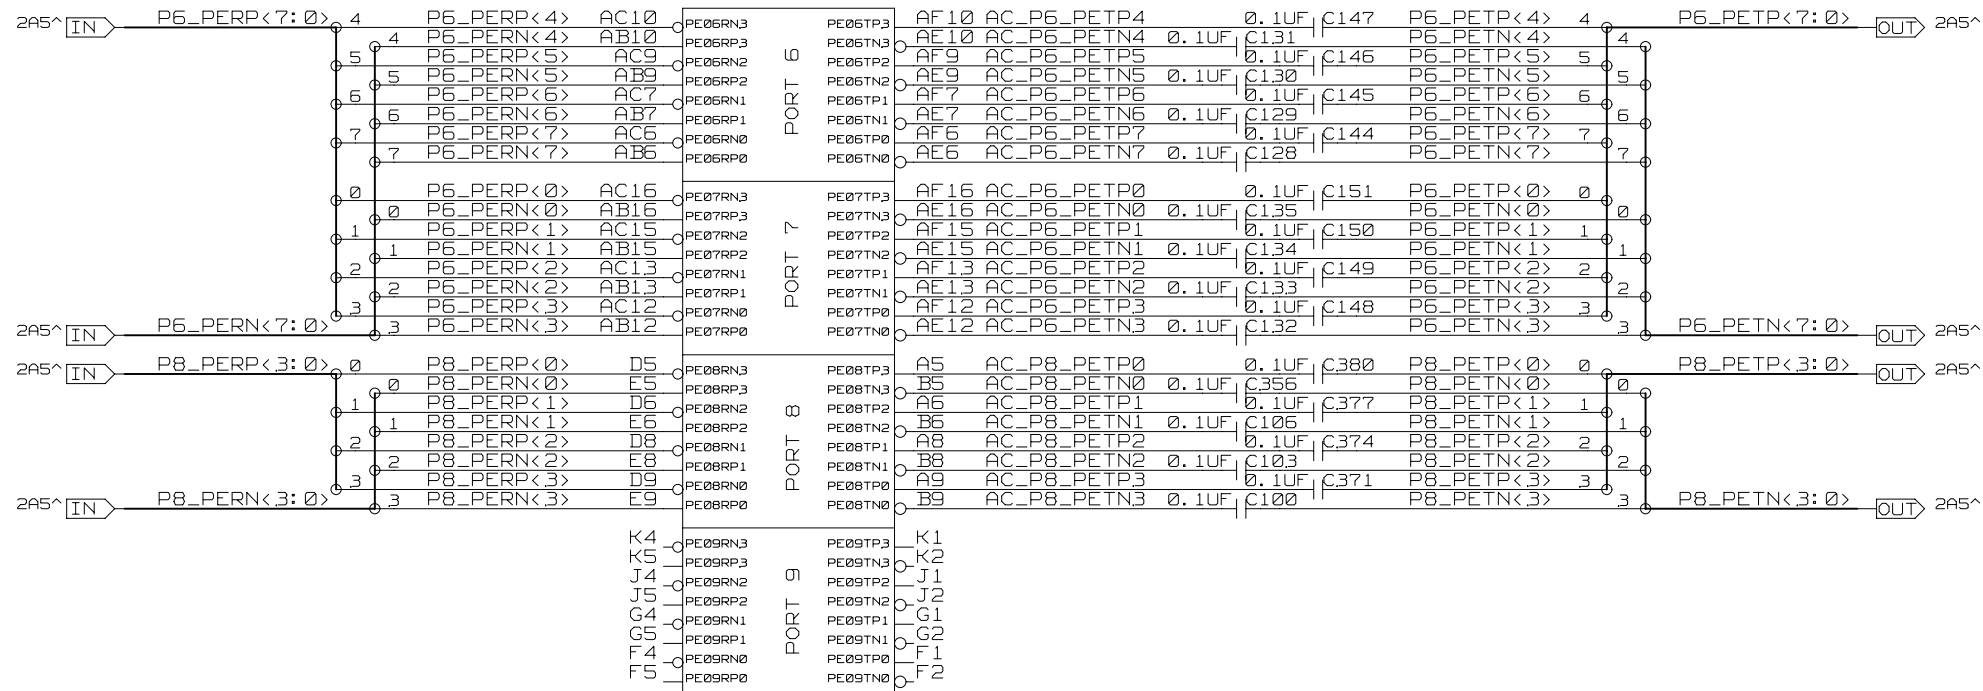 2A5^ IN P6_PERP<7:0> 4 P6_PERP<4> AC10 PE06RN3 PE06TP3 AF10 AC_P6_PETP4 0.1UF C147 P6_PETP<4> 4 P6_PETP<7:0> OUT 2A5^
4 P6_PERN<4> AB10 PE06RP3 PE06TN3 AE10 AC_P6_PETN4 0.1UF C131 P6_PETN<4> 4
5 P6_PERP<5> AC9 PE06RN2 PE06TP2 AF9 AC_P6_PETP5 0.1UF C146 P6_PETP<5> 5
5 P6_PERN<5> AB9 PE06RP2 PE06TN2 AE9 AC_P6_PETN5 0.1UF C130 P6_PETN<5> 5
6 P6_PERP<6> AC7 PE06RN1 PE06TP1 AF7 AC_P6_PETP6 0.1UF C145 P6_PETP<6> 6
6 P6_PERN<6> AB7 PE06RP1 PE06TN1 AE7 AC_P6_PETN6 0.1UF C129 P6_PETN<6> 6
7 P6_PERP<7> AC6 PE06RN0 PE06TP0 AF6 AC_P6_PETP7 0.1UF C144 P6_PETP<7> 7
7 P6_PERN<7> AB6 PE06RP0 PE06TN0 AE6 AC_P6_PETN7 0.1UF C128 P6_PETN<7> 7
PORT 6
0 P6_PERP<0> AC16 PE07RN3 PE07TP3 AF16 AC_P6_PETP0 0.1UF C151 P6_PETP<0> 0
0 P6_PERN<0> AB16 PE07RP3 PE07TN3 AE16 AC_P6_PETN0 0.1UF C135 P6_PETN<0> 0
1 P6_PERP<1> AC15 PE07RN2 PE07TP2 AF15 AC_P6_PETP1 0.1UF C150 P6_PETP<1> 1
1 P6_PERN<1> AB15 PE07RP2 PE07TN2 AE15 AC_P6_PETN1 0.1UF C134 P6_PETN<1> 1
2 P6_PERP<2> AC13 PE07RN1 PE07TP1 AF13 AC_P6_PETP2 0.1UF C149 P6_PETP<2> 2
2 P6_PERN<2> AB13 PE07RP1 PE07TN1 AE13 AC_P6_PETN2 0.1UF C133 P6_PETN<2> 2
3 P6_PERP<3> AC12 PE07RN0 PE07TP0 AF12 AC_P6_PETP3 0.1UF C148 P6_PETP<3> 3
2A5^ IN P6_PERN<7:0> 3 P6_PERN<3> AB12 PE07RP0 PE07TN0 AE12 AC_P6_PETN3 0.1UF C132 P6_PETN<3> 3 P6_PETN<7:0> OUT 2A5^
PORT 7
2A5^ IN P8_PERP<3:0> 0 P8_PERP<0> D5 PE08RN3 PE08TP3 A5 AC_P8_PETP0 0.1UF C380 P8_PETP<0> 0 P8_PETP<3:0> OUT 2A5^
0 P8_PERN<0> E5 PE08RP3 PE08TN3 B5 AC_P8_PETN0 0.1UF C356 P8_PETN<0> 0
1 P8_PERP<1> D6 PE08RN2 PE08TP2 A6 AC_P8_PETP1 0.1UF C377 P8_PETP<1> 1
1 P8_PERN<1> E6 PE08RP2 PE08TN2 B6 AC_P8_PETN1 0.1UF C106 P8_PETN<1> 1
2 P8_PERP<2> D8 PE08RN1 PE08TP1 A8 AC_P8_PETP2 0.1UF C374 P8_PETP<2> 2
2 P8_PERN<2> E8 PE08RP1 PE08TN1 B8 AC_P8_PETN2 0.1UF C103 P8_PETN<2> 2
3 P8_PERP<3> D9 PE08RN0 PE08TP0 A9 AC_P8_PETP3 0.1UF C371 P8_PETP<3> 3
2A5^ IN P8_PERN<3:0> 3 P8_PERN<3> E9 PE08RP0 PE08TN0 B9 AC_P8_PETN3 0.1UF C100 P8_PETN<3> 3 P8_PETN<3:0> OUT 2A5^
PORT 8
K4 PE09RN3 PE09TP3 K1
K5 PE09RP3 PE09TN3 K2
J4 PE09RN2 PE09TP2 J1
J5 PE09RP2 PE09TN2 J2
G4 PE09RN1 PE09TP1 G1
G5 PE09RP1 PE09TN1 G2
F4 PE09RN0 PE09TP0 F1
F5 PE09RP0 PE09TN0 F2
PORT 9